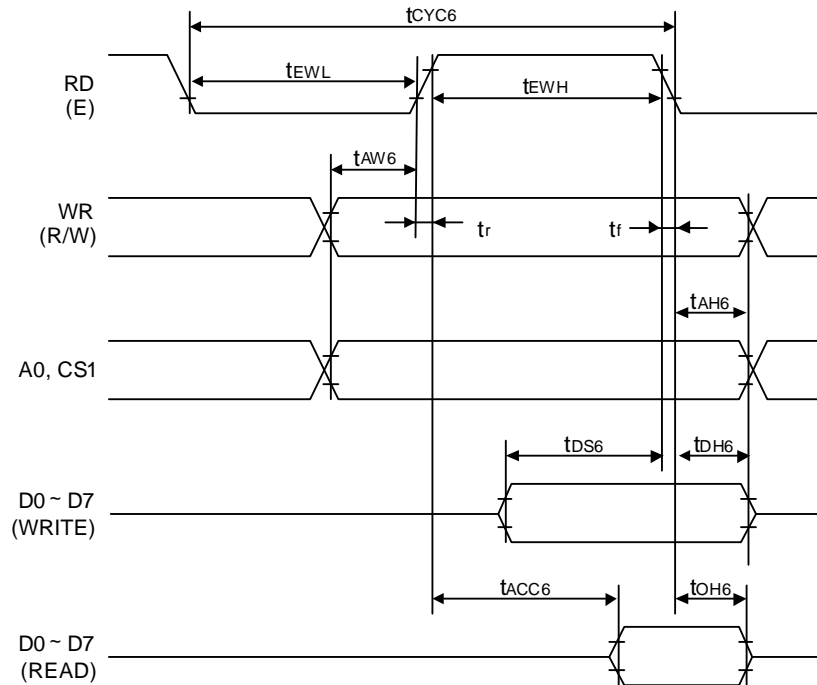 tCYC6
tEWL
tEWH
RD
(E)
tAW6
WR
(R/W)
tr
tf
tAH6
A0, CS1
tDS6
tDH6
D0 ~ D7
(WRITE)
tACC6
tOH6
D0 ~ D7
(READ)